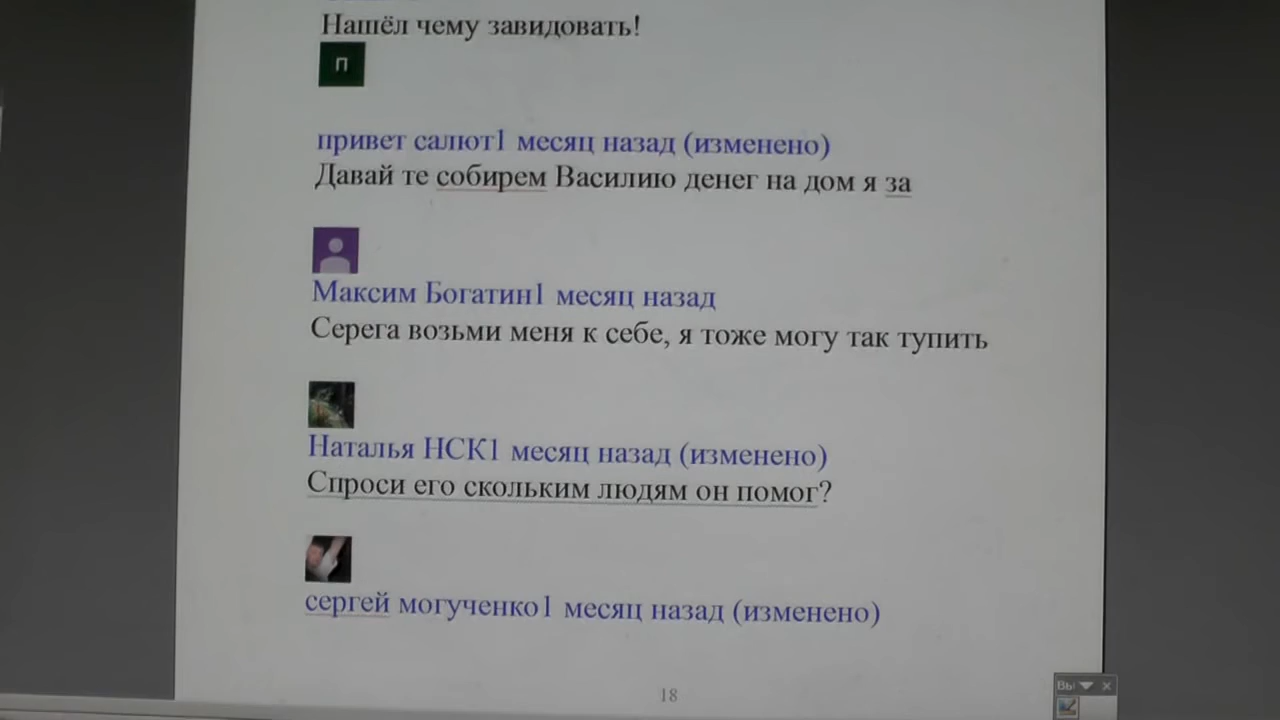 Нашёл чему завидовать!
П
привет салют1 месяц назад (изменено)
Давай те собирем Василию денег на дом я за
Максим Богатин1 месяц назад
Серега возьми меня к себе, я тоже могу так тупить
Наталья НСК1 месяц назад (изменено)
Спроси его скольким людям он помог?
сергей могученко1 месяц назад (изменено)
18
Вы